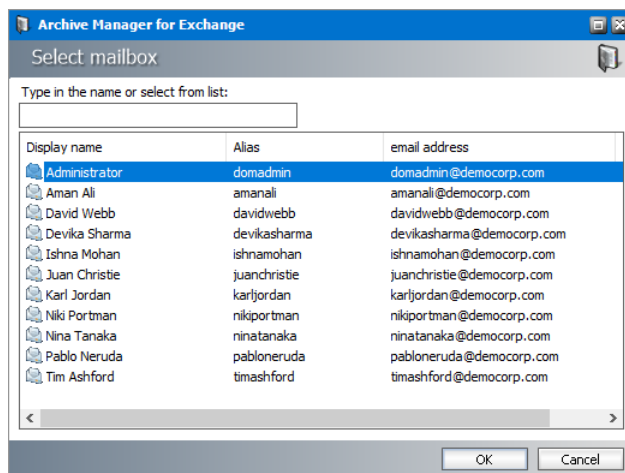 Archive Manager for Exchange
Select mailbox
Type in the name or select from list:
Display name Alias email address
Administrator domadmin domadmin@democorp.com
Aman Ali amanali amanali@democorp.com
David Webb davidwebb davidwebb@democorp.com
Devika Sharma devikasharma devikasharma@democorp.com
Ishna Mohan ishnamohan ishnamohan@democorp.com
Juan Christie juanchristie juanchristie@democorp.com
Karl Jordan karljordan karljordan@democorp.com
Niki Portman nikiportman nikiportman@democorp.com
Nina Tanaka ninatanaka ninatanaka@democorp.com
Pablo Neruda pabloneruda pabloneruda@democorp.com
Tim Ashford timashford timashford@democorp.com
OK Cancel